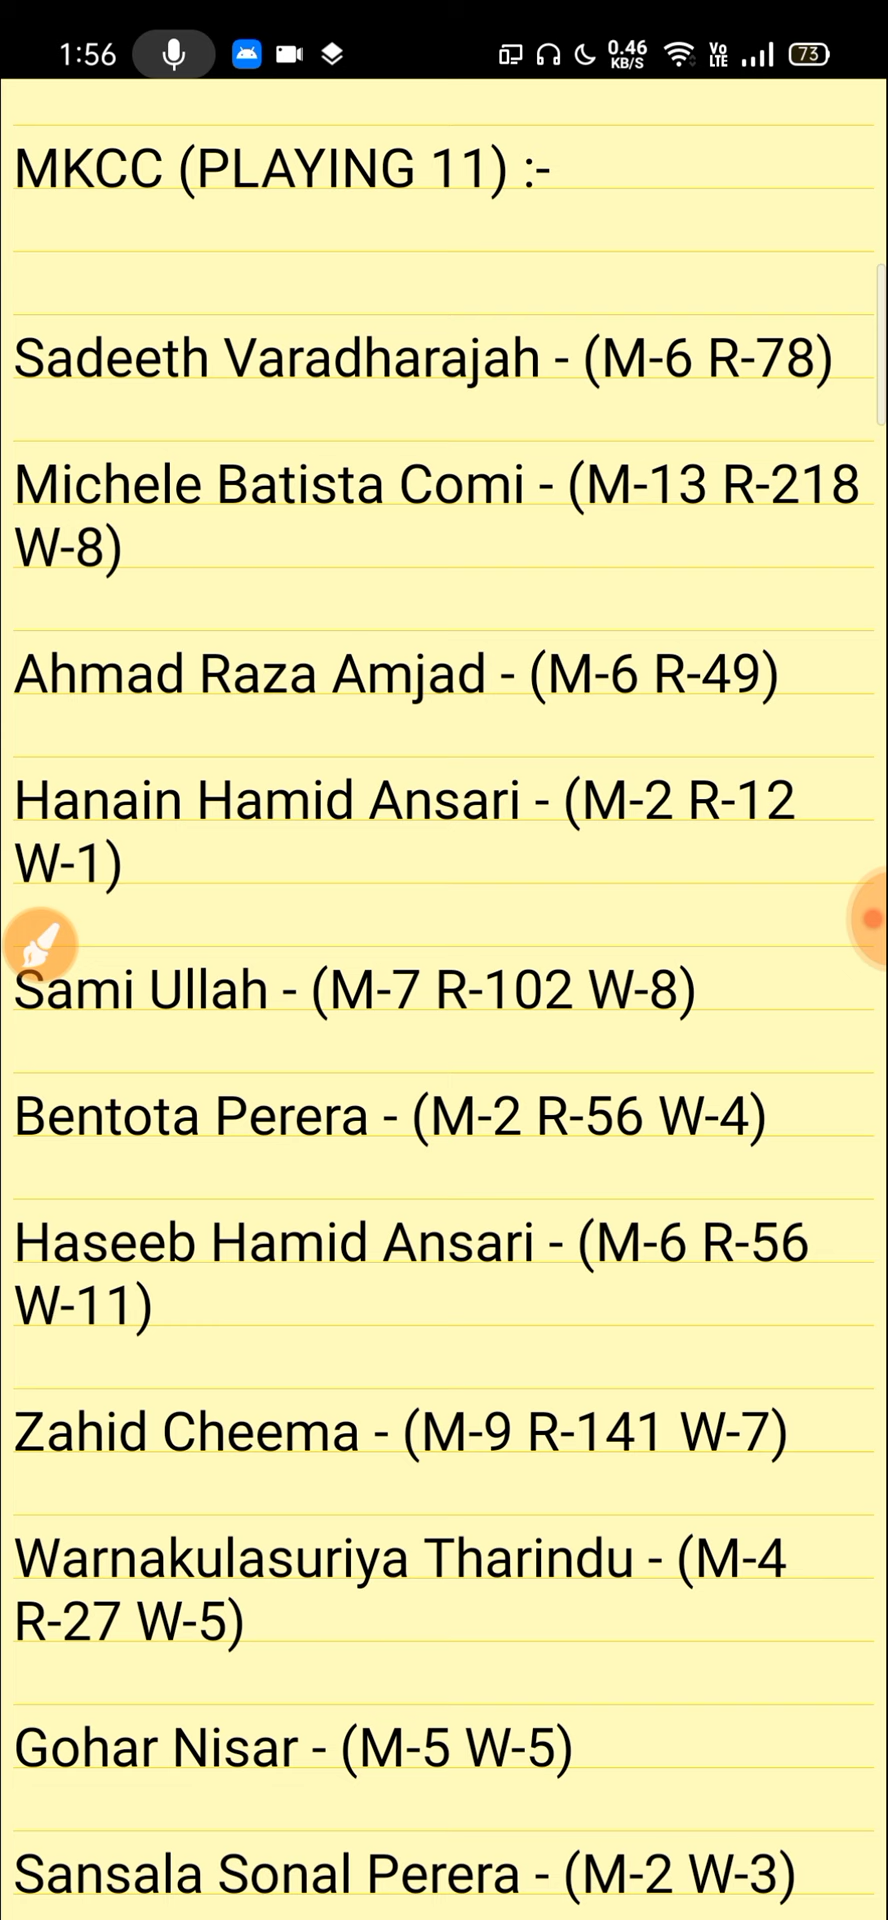 1:56
0.46
KB/S
Vo
LTE
73
MKCC (PLAYING 11) :-
Sadeeth Varadharajah - (M-6 R-78)
Michele Batista Comi - (M-13 R-218
W-8)
Ahmad Raza Amjad - (M-6 R-49)
Hanain Hamid Ansari - (M-2 R-12
W-1)
Sami Ullah - (M-7 R-102 W-8)
Bentota Perera - (M-2 R-56 W-4)
Haseeb Hamid Ansari - (M-6 R-56
W-11)
Zahid Cheema - (M-9 R-141 W-7)
Warnakulasuriya Tharindu - (M-4
R-27 W-5)
Gohar Nisar - (M-5 W-5)
Sansala Sonal Perera - (M-2 W-3)